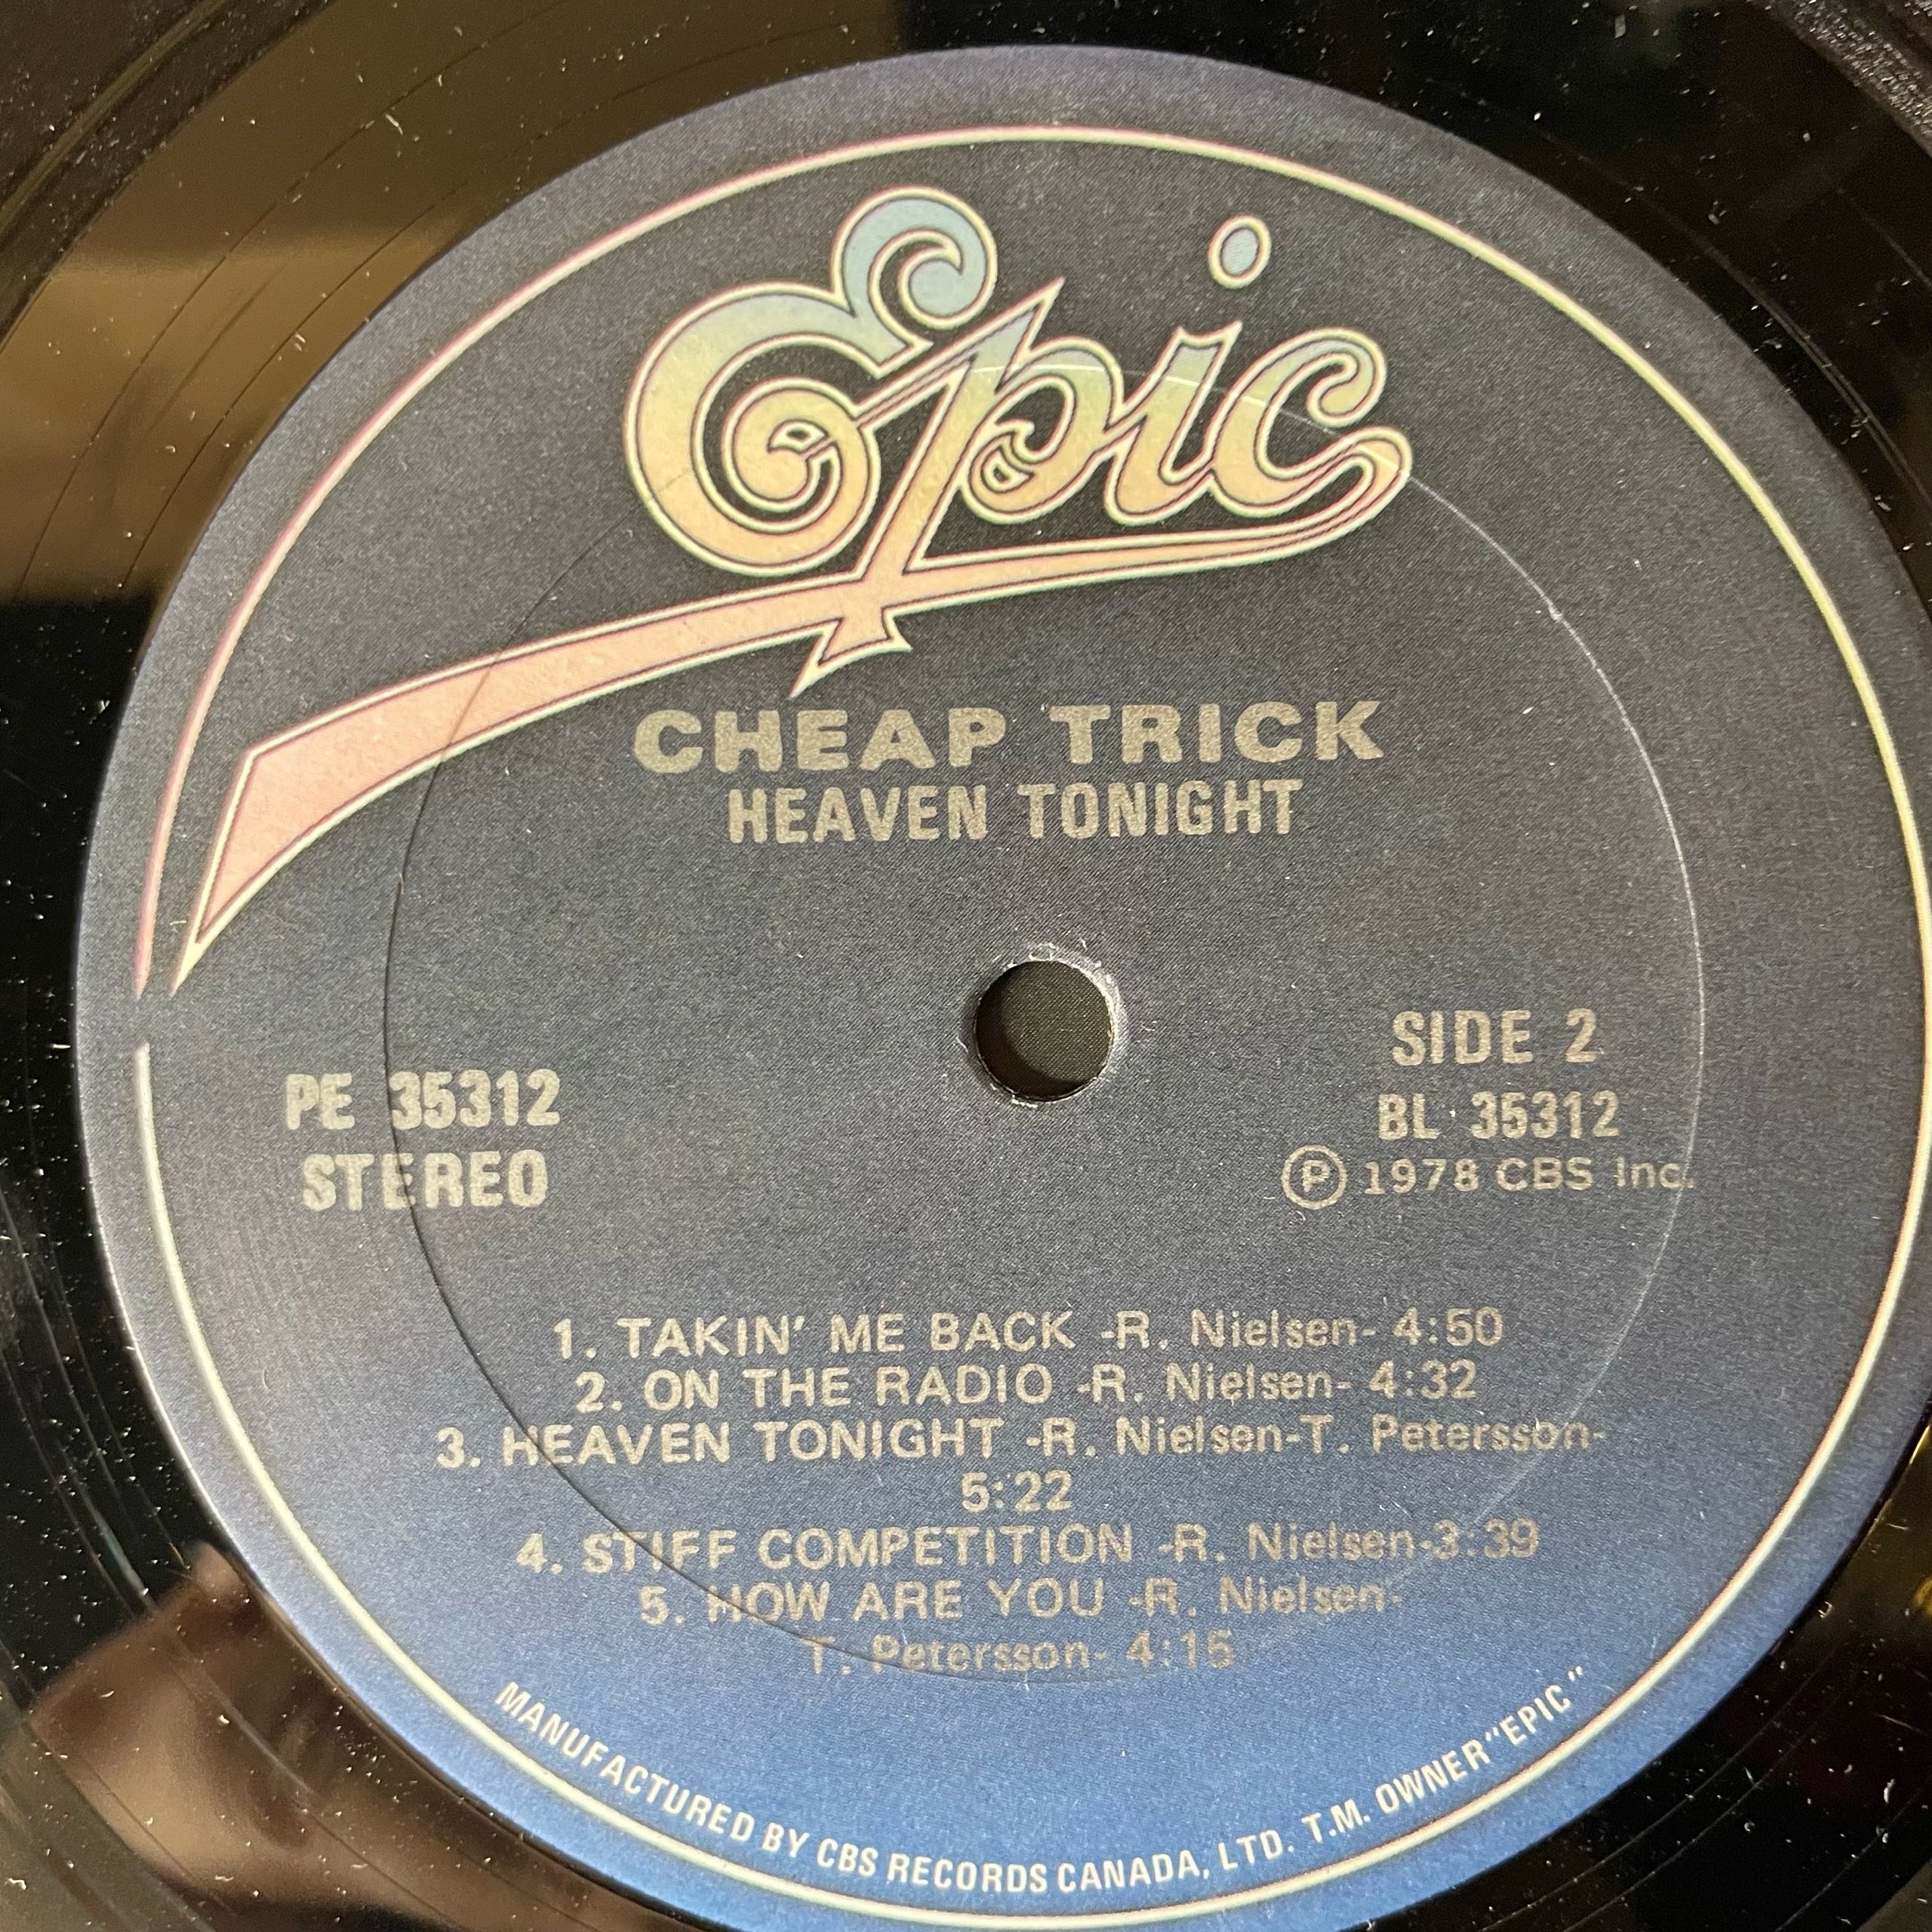 Epic
CHEAP TRICK
HEAVEN TONIGHT
SIDE 2
PE 35312
BL 35312
STEREO
Ⓟ 1978 CBS Inc.
1. TAKIN' ME BACK -R. Nielsen- 4:50
2. ON THE RADIO -R. Nielsen- 4:32
3. HEAVEN TONIGHT -R. Nielsen-T. Petersson-
5:22
4. STIFF COMPETITION -R. Nielsen-3:39
5. HOW ARE YOU -R. Nielsen-
T. Petersson- 4:15
MANUFACTURED BY CBS RECORDS CANADA, LTD. T.M. OWNER "EPIC"